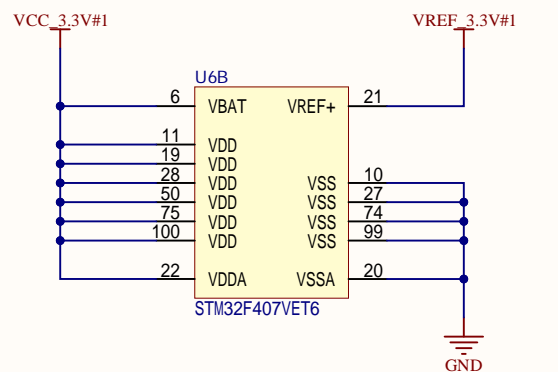 VCC_3.3V#1 VREF_3.3V#1
U6B
6 VBAT VREF+ 21
11 VDD
19 VDD
28 VDD VSS 10
50 VDD VSS 27
75 VDD VSS 74
100 VDD VSS 99
22 VDDA VSSA 20
STM32F407VET6
GND